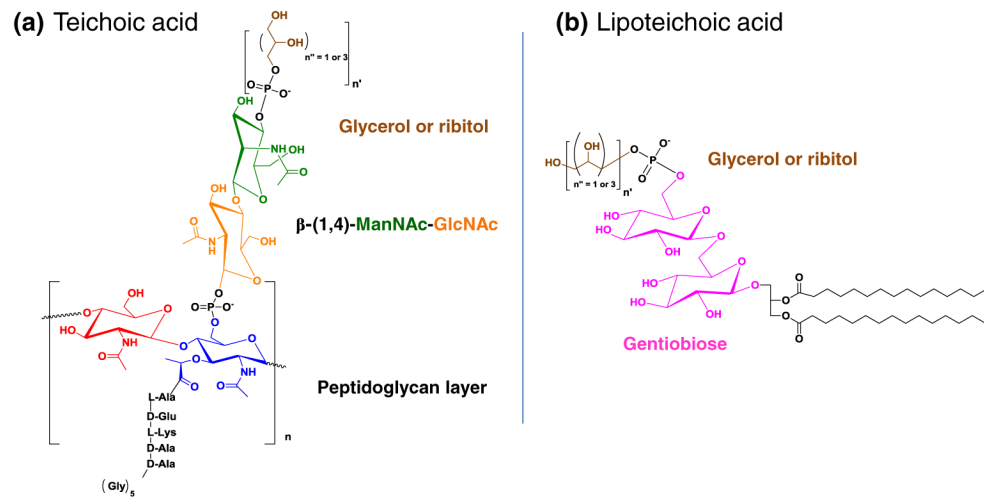 (a) Teichoic acid
HO
OH
n'' = 1 or 3
O
O
P
O-
n'
O
OH
Glycerol or ribitol
NH
OH
O
O
O
OH
β-(1,4)-ManNAc-GlcNAc
O
N
H
OH
O
O
O
P
O-
OH
O
O
O
HO
O
O
NH
O
O
O
NH
O
O
Peptidoglycan layer
L-Ala
D-Glu
L-Lys
D-Ala
D-Ala
n
(Gly)5
(b) Lipoteichoic acid
OH
HO
n'' = 1 or 3
n'
O
O-
P
O
O
Glycerol or ribitol
HO
HO
O
O
OH
O
HO
HO
O
O
OH
O
O
O
O
Gentiobiose